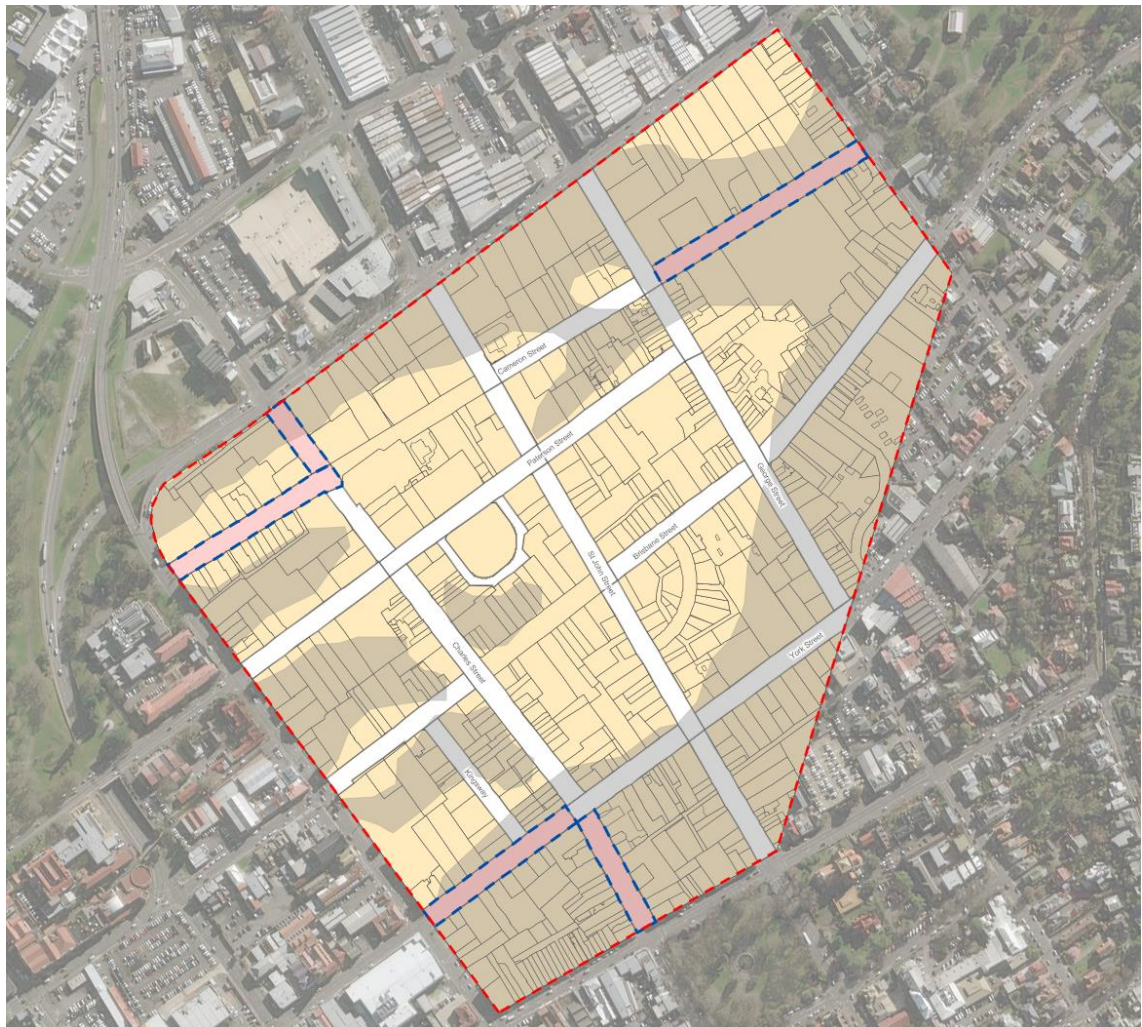 Cameron Street
Paterson Street
George Street
Brisbane Street
St John Street
York Street
Charles Street
Kingsway